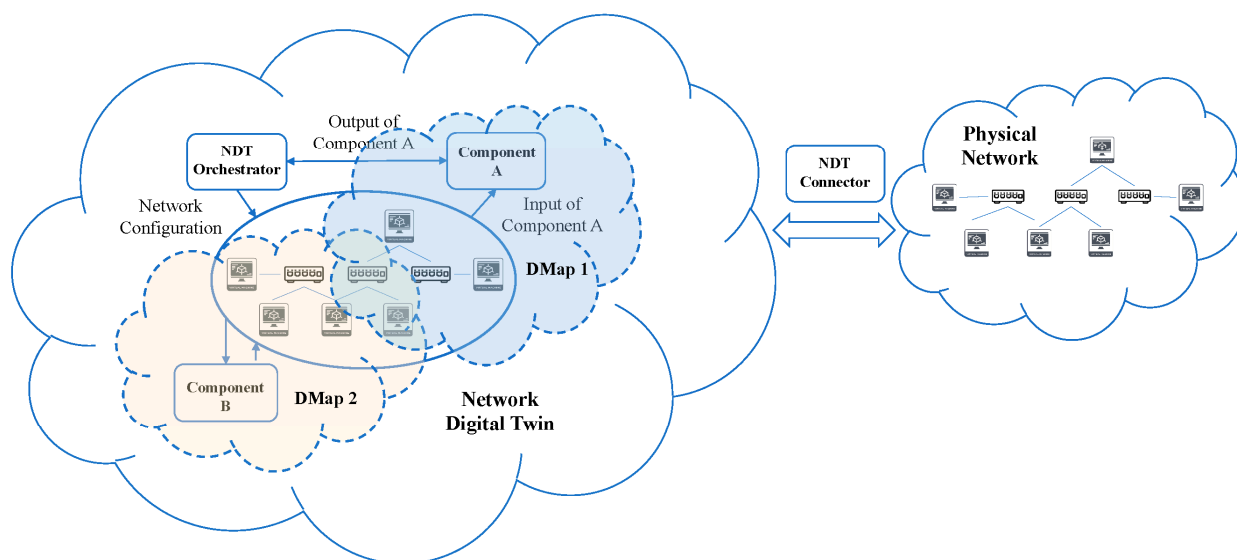 Output of
Component A
NDT
Orchestrator
Component
A
Network
Configuration
Input of
Component A
DMap 1
Component
B
DMap 2
Network
Digital Twin
NDT
Connector
Physical
Network